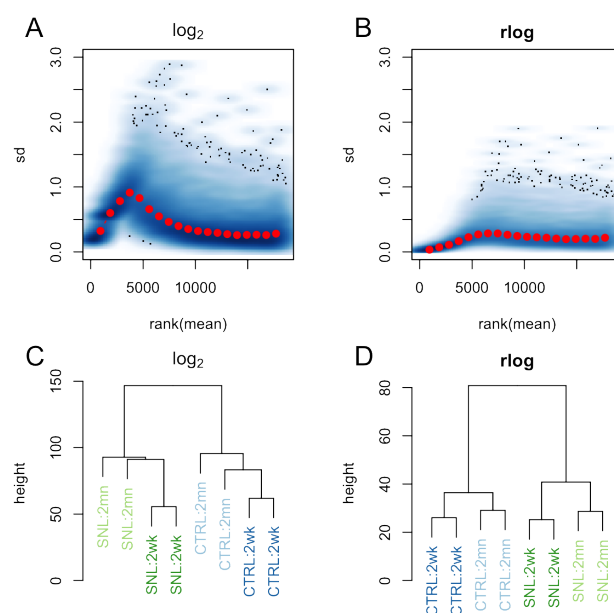 A
log2
sd
3.0
2.0
1.0
0.0
0
5000
10000
rank(mean)
B
rlog
sd
3.0
2.0
1.0
0.0
0
5000
10000
rank(mean)
C
log2
height
150
100
50
0
SNL:2mn
SNL:2mn
SNL:2wk
SNL:2wk
CTRL:2mn
CTRL:2mn
CTRL:2wk
CTRL:2wk
D
rlog
height
80
60
40
20
0
CTRL:2wk
CTRL:2wk
CTRL:2mn
CTRL:2mn
SNL:2wk
SNL:2wk
SNL:2mn
SNL:2mn